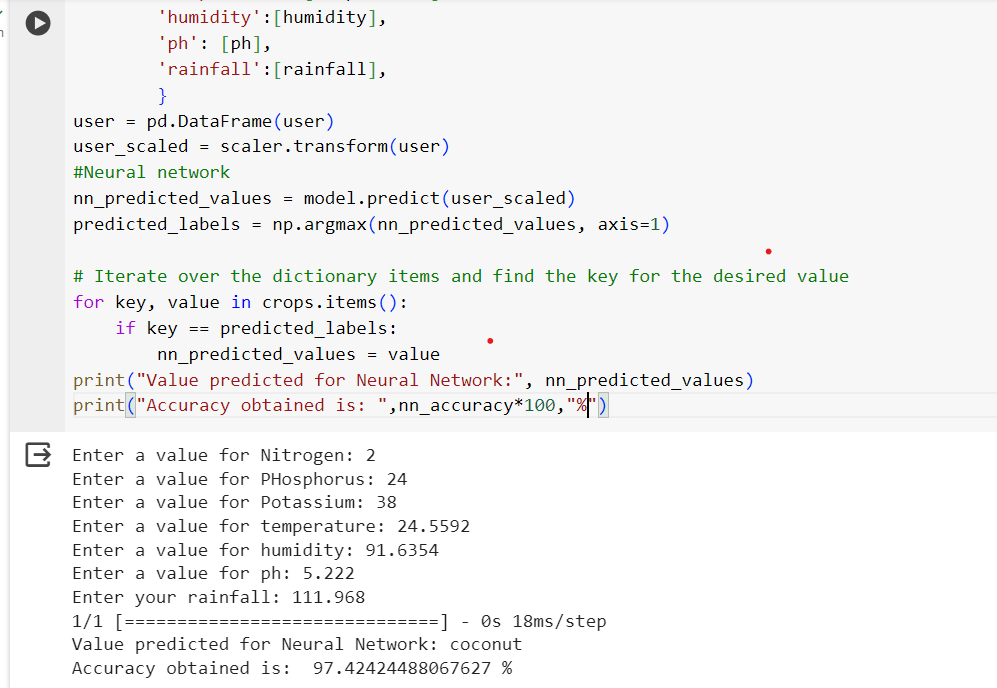 'humidity':[humidity],
'ph': [ph],
'rainfall':[rainfall],
}
user = pd.DataFrame(user)
user_scaled = scaler.transform(user)
#Neural network
nn_predicted_values = model.predict(user_scaled)
predicted_labels = np.argmax(nn_predicted_values, axis=1)
# Iterate over the dictionary items and find the key for the desired value
for key, value in crops.items():
if key == predicted_labels:
nn_predicted_values = value
print("Value predicted for Neural Network:", nn_predicted_values)
print("Accuracy obtained is: ",nn_accuracy*100,"%")
Enter a value for Nitrogen: 2
Enter a value for PHosphorus: 24
Enter a value for Potassium: 38
Enter a value for temperature: 24.5592
Enter a value for humidity: 91.6354
Enter a value for ph: 5.222
Enter your rainfall: 111.968
1/1 [==============================] - 0s 18ms/step
Value predicted for Neural Network: coconut
Accuracy obtained is:  97.42424488067627 %